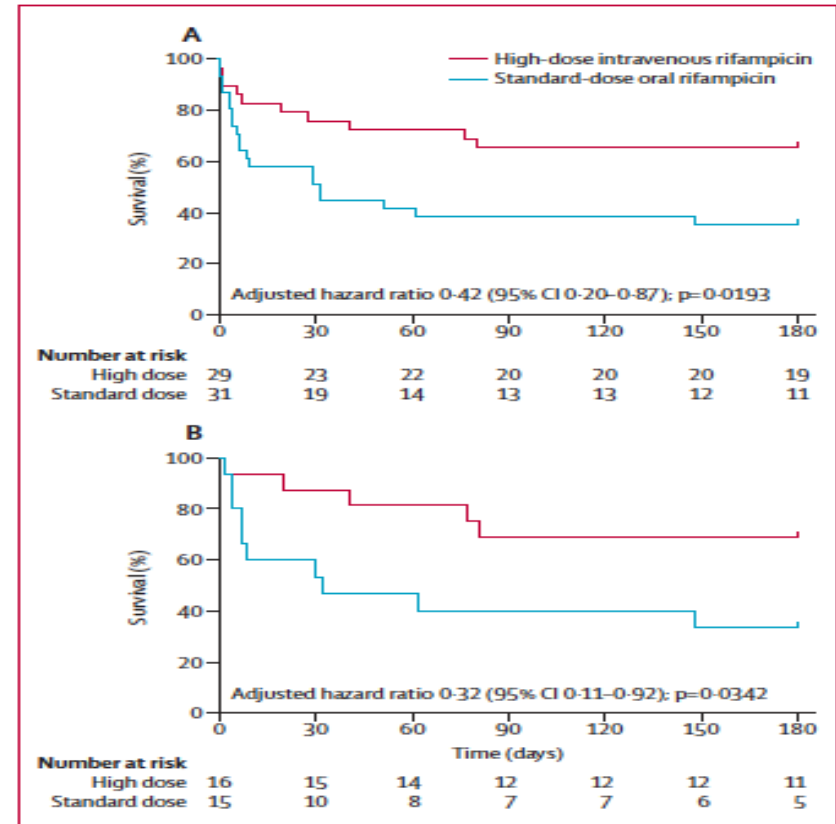 A
High-dose intravenous rifampicin
Standard-dose oral rifampicin
100
80
60
40
20
0
Survival (%)
Adjusted hazard ratio 0·42 (95% CI 0·20–0·87); p=0·0193
0 30 60 90 120 150 180
Number at risk
High dose 29 23 22 20 20 20 19
Standard dose 31 19 14 13 13 12 11
B
100
80
60
40
20
0
Survival (%)
Adjusted hazard ratio 0·32 (95% CI 0·11–0·92); p=0·0342
0 30 60 90 120 150 180
Time (days)
Number at risk
High dose 16 15 14 12 12 12 11
Standard dose 15 10 8 7 7 6 5